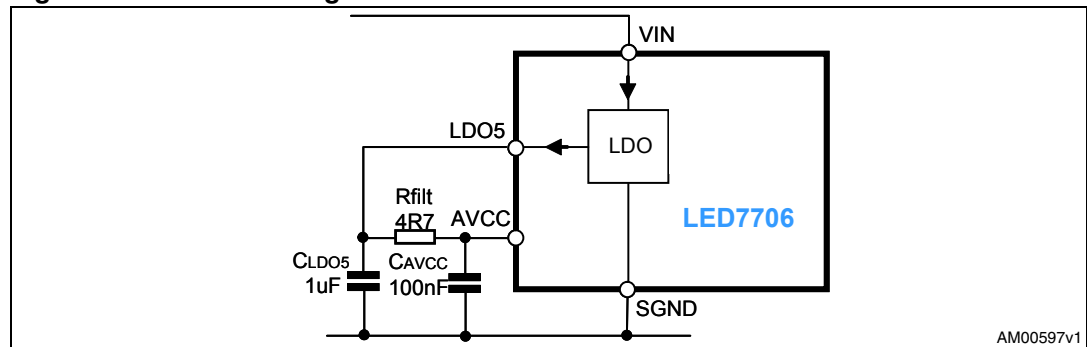 VIN
LDO5
LDO
Rfilt
4R7
AVCC
LED7706
CLDO5
1uF
CAVCC
100nF
SGND
AM00597v1